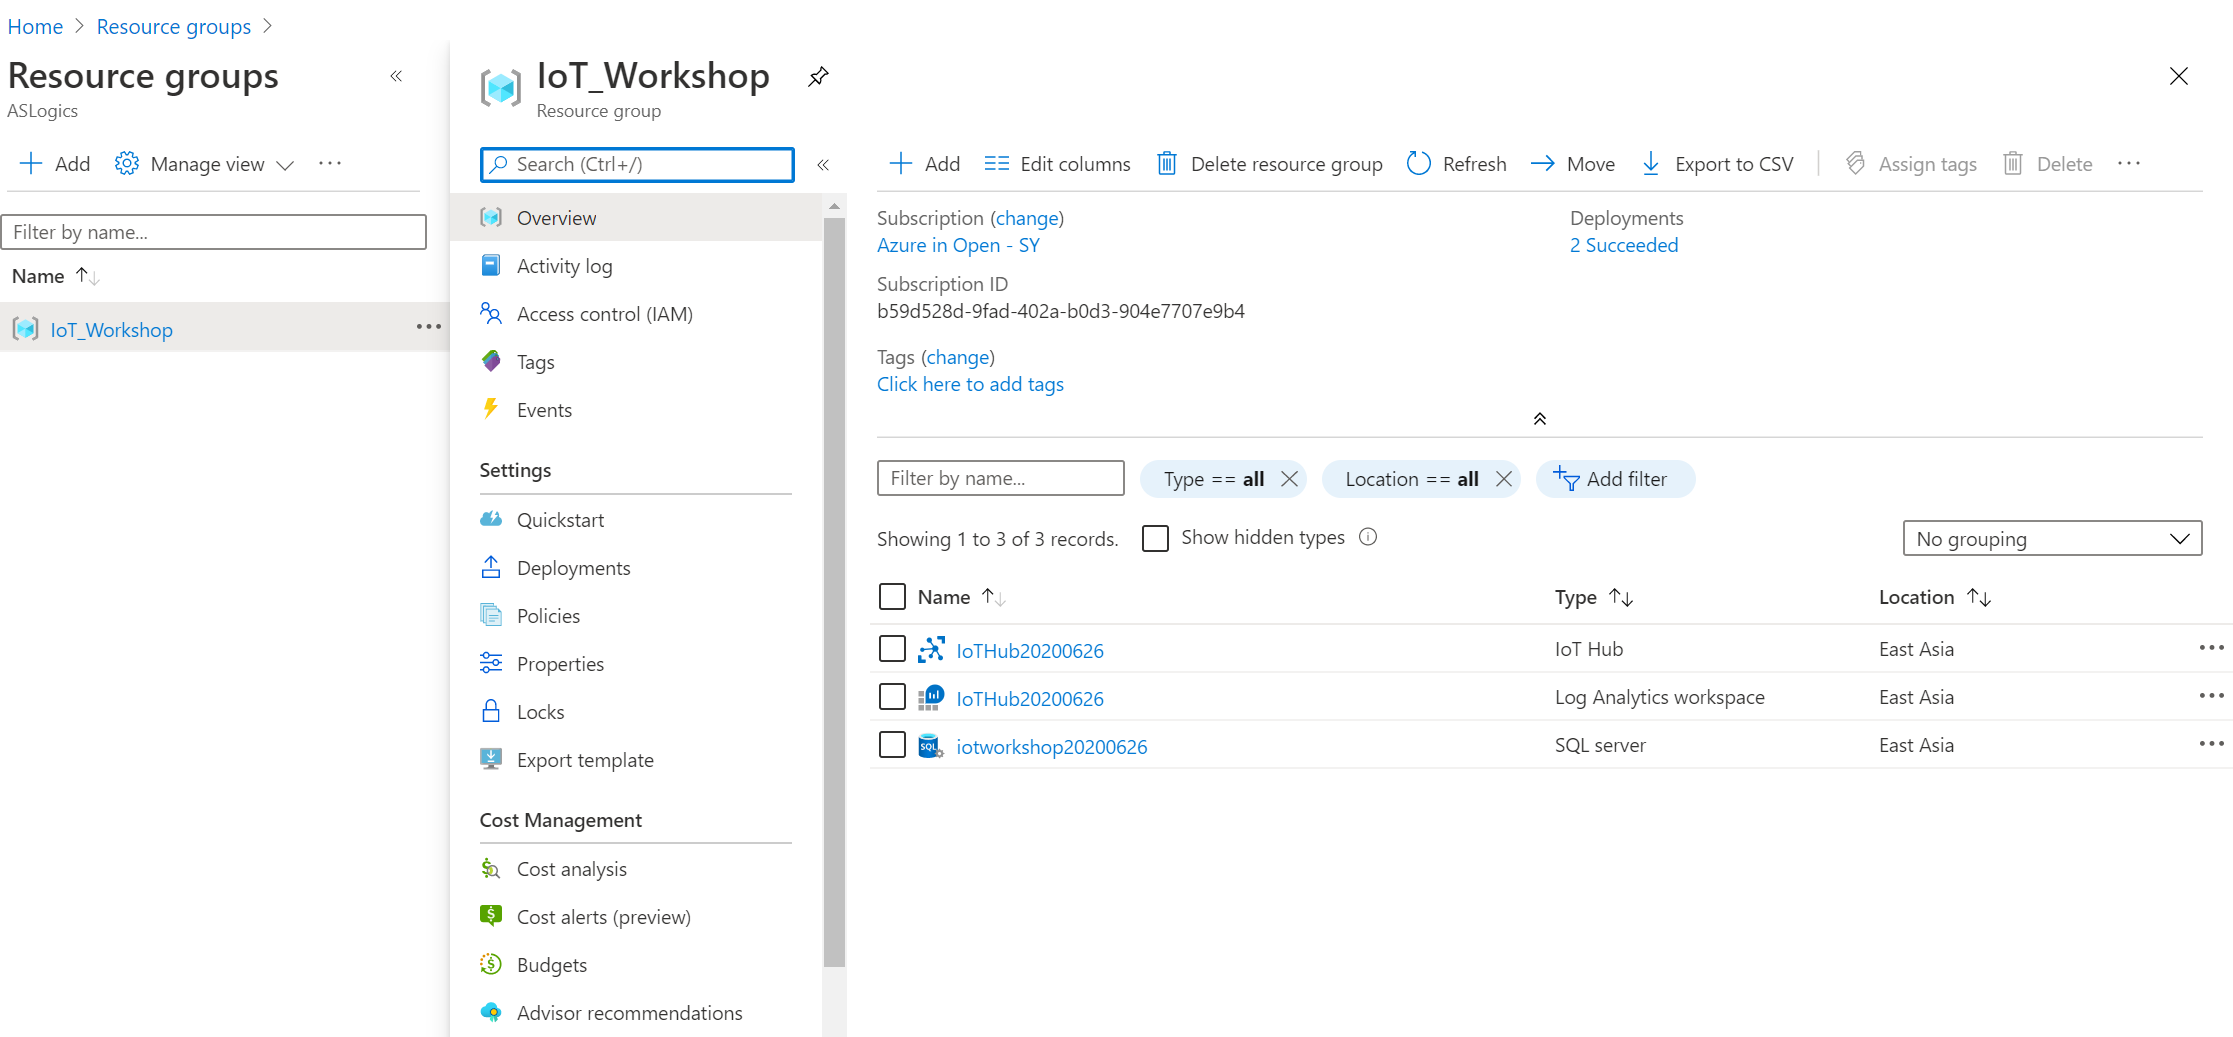 Home > Resource groups >
Resource groups «
ASLogics
Add Manage view ...
Filter by name...
Name ↑↓
IoT_Workshop ...
IoT_Workshop
Resource group
Search (Ctrl+/) «
Overview
Activity log
Access control (IAM)
Tags
Events
Settings
Quickstart
Deployments
Policies
Properties
Locks
Export template
Cost Management
Cost analysis
Cost alerts (preview)
Budgets
Advisor recommendations
Add Edit columns Delete resource group Refresh Move Export to CSV Assign tags Delete ...
Subscription (change)
Azure in Open - SY
Subscription ID
b59d528d-9fad-402a-b0d3-904e7707e9b4
Tags (change)
Click here to add tags
Deployments
2 Succeeded
Filter by name... Type == all Location == all Add filter
Showing 1 to 3 of 3 records. Show hidden types No grouping
Name ↑↓ Type ↑↓ Location ↑↓
IoTHub20200626 IoT Hub East Asia ...
IoTHub20200626 Log Analytics workspace East Asia ...
SQL iotworkshop20200626 SQL server East Asia ...